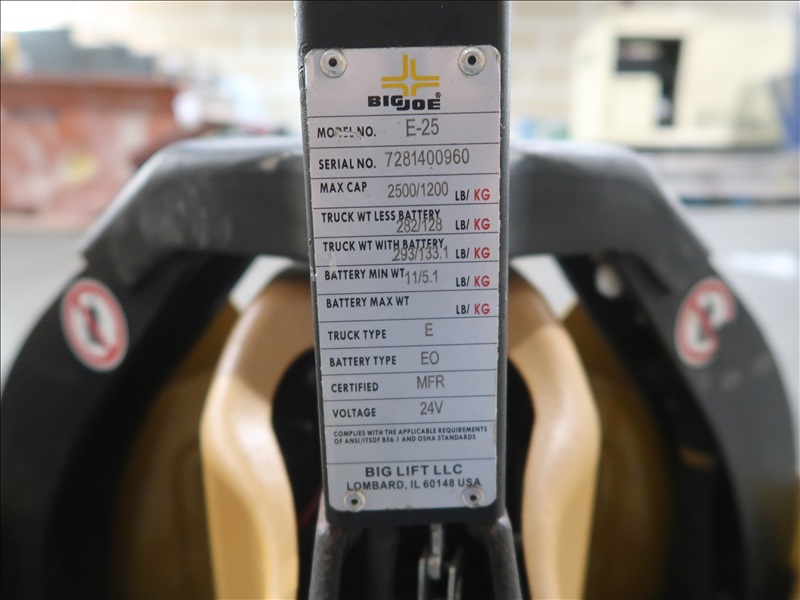 BIGJOE®
MODEL NO. E-25
SERIAL NO. 7281400960
MAX CAP 2500/1200 LB/KG
TRUCK WT LESS BATTERY 282/128 LB/KG
TRUCK WT WITH BATTERY 293/133.1 LB/KG
BATTERY MIN WT 11/5.1 LB/KG
BATTERY MAX WT LB/KG
TRUCK TYPE E
BATTERY TYPE EO
CERTIFIED MFR
VOLTAGE 24V
COMPLIES WITH THE APPLICABLE REQUIREMENTS
OF ANSI/ITSDF B56.1 AND OSHA STANDARDS
BIG LIFT LLC
LOMBARD, IL 60148 USA